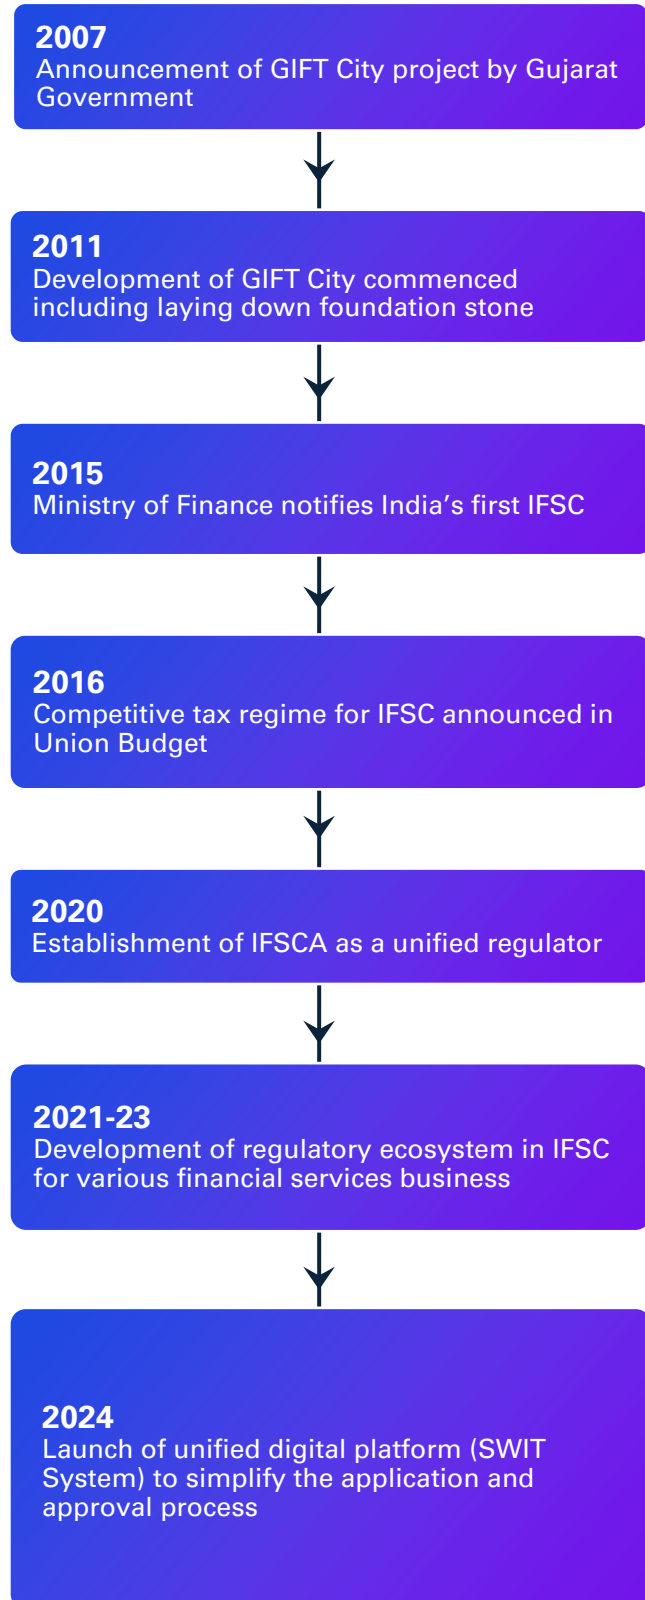 2007
Announcement of GIFT City project by Gujarat
Government
2011
Development of GIFT City commenced
including laying down foundation stone
2015
Ministry of Finance notifies India’s first IFSC
2016
Competitive tax regime for IFSC announced in
Union Budget
2020
Establishment of IFSCA as a unified regulator
2021-23
Development of regulatory ecosystem in IFSC
for various financial services business
2024
Launch of unified digital platform (SWIT
System) to simplify the application and
approval process